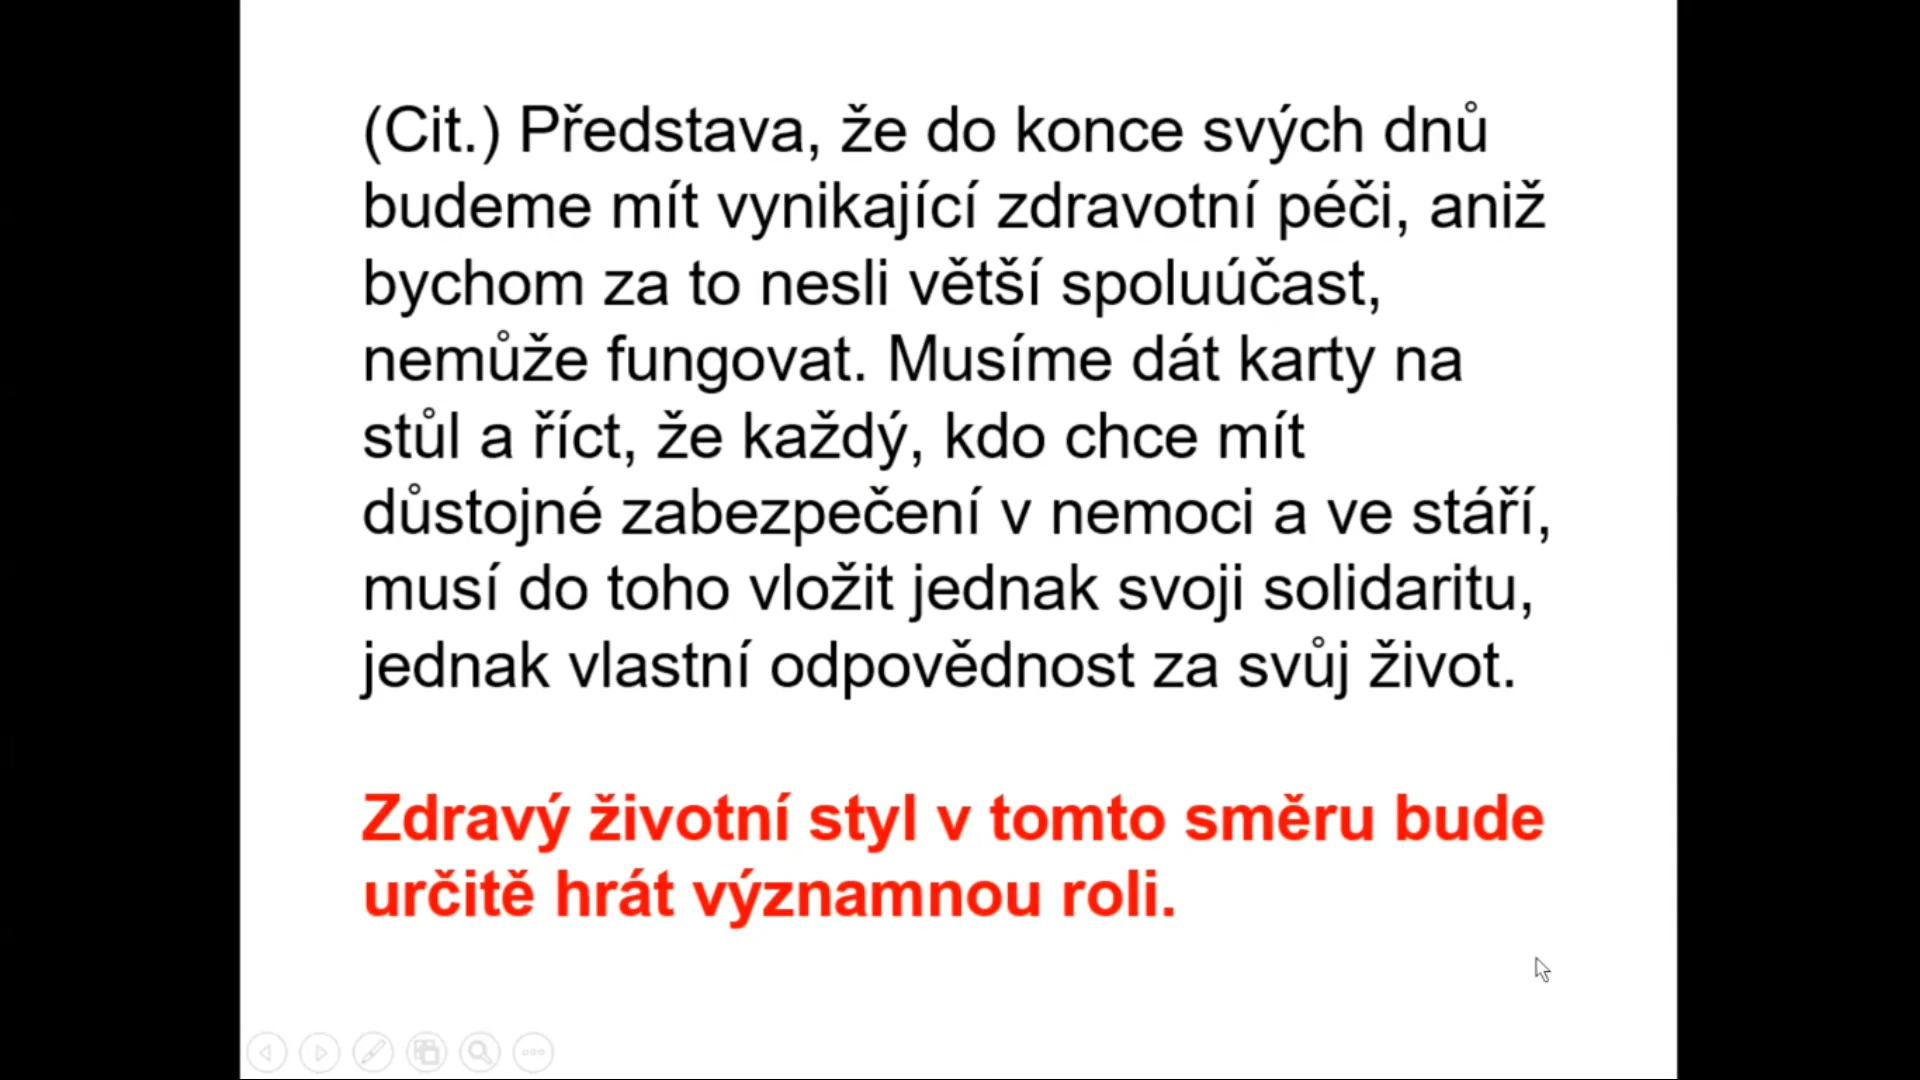 (Cit.) Představa, že do konce svých dnů
budeme mít vynikající zdravotní péči, aniž
bychom za to nesli větší spoluúčast,
nemůže fungovat. Musíme dát karty na
stůl a říct, že každý, kdo chce mít
důstojné zabezpečení v nemoci a ve stáří,
musí do toho vložit jednak svoji solidaritu,
jednak vlastní odpovědnost za svůj život.
Zdravý životní styl v tomto směru bude
určitě hrát významnou roli.